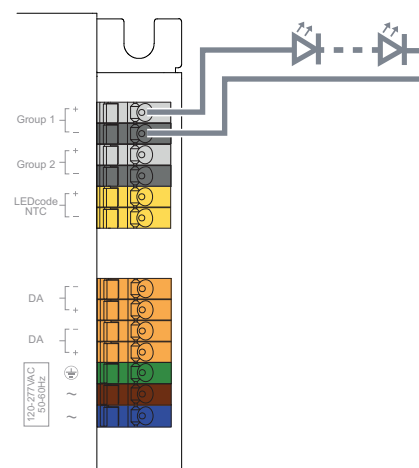 +
Group 1
−
+
Group 2
−
LEDcode
NTC
+
−
−
DA
+
−
DA
+
120-277VAC
50-60Hz
~
~